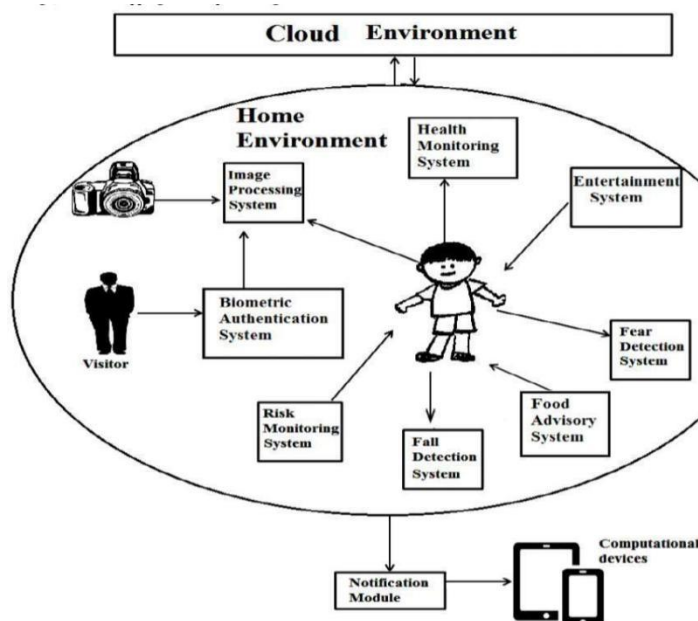 Cloud Environment
Home
Environment
Health
Monitoring
System
Image
Processing
System
Entertainment
System
Biometric
Authentication
System
Visitor
Fear
Detection
System
Risk
Monitoring
System
Food
Advisory
System
Fall
Detection
System
Computational
devices
Notification
Module